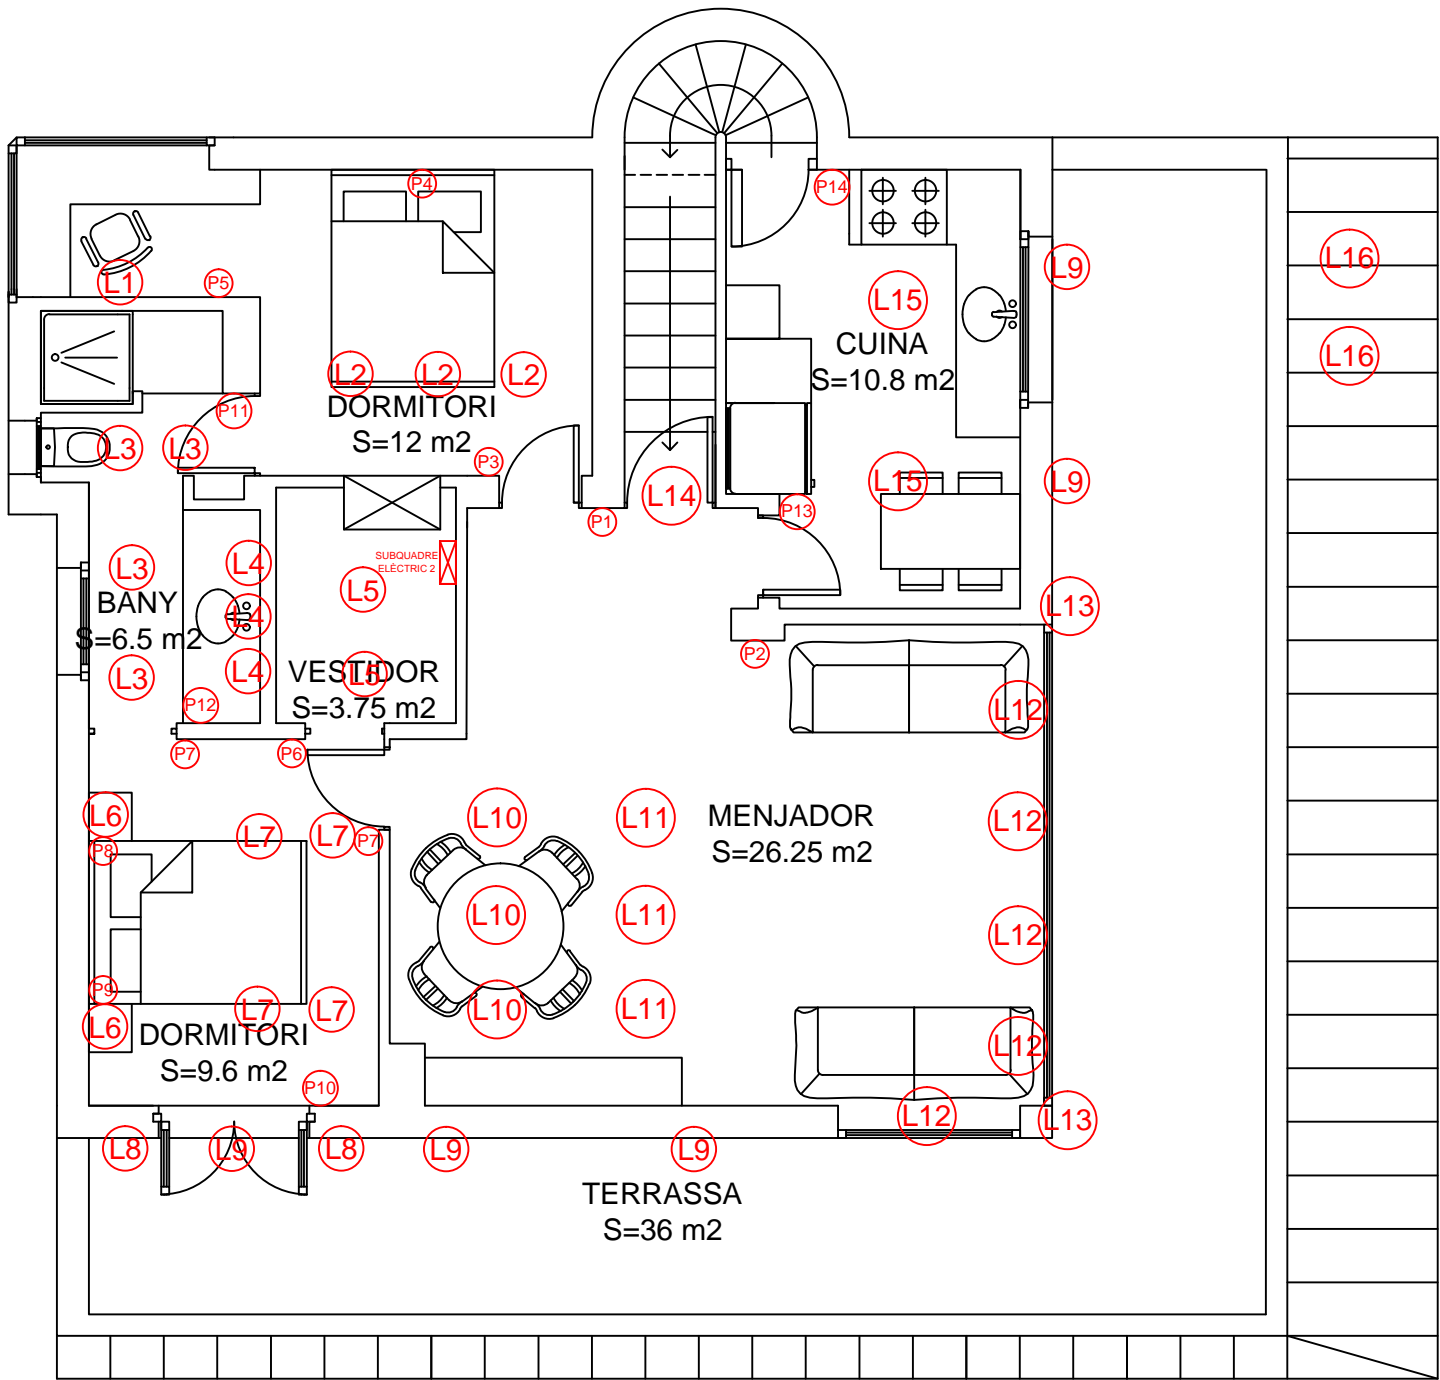 P4
P14
L1
P5
L9
L16
L15
CUINA
S=10.8 m2
L16
L2
L2
L2
DORMITORI
S=12 m2
P11
L3
L3
P3
L15
L9
L14
P1
P13
SUBQUADRE
ELÈCTRIC 2
L3
L4
L5
BANY
S=6.5 m2
L4
L13
L3
L4
VESTIDOR
S=3.75 m2
L5
P2
P12
L12
P7
P6
L6
L7
L7
P7
L10
L11
MENJADOR
S=26.25 m2
L12
P8
L10
L11
L12
P9
L6
L7
L7
L10
L11
DORMITORI
S=9.6 m2
L12
P10
L12
L13
L8
L9
L8
L9
L9
TERRASSA
S=36 m2